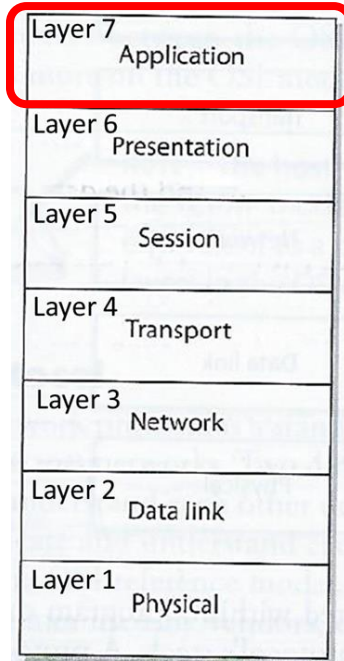 Layer 7
Application
Layer 6
Presentation
Layer 5
Session
Layer 4
Transport
Layer 3
Network
Layer 2
Data link
Layer 1
Physical